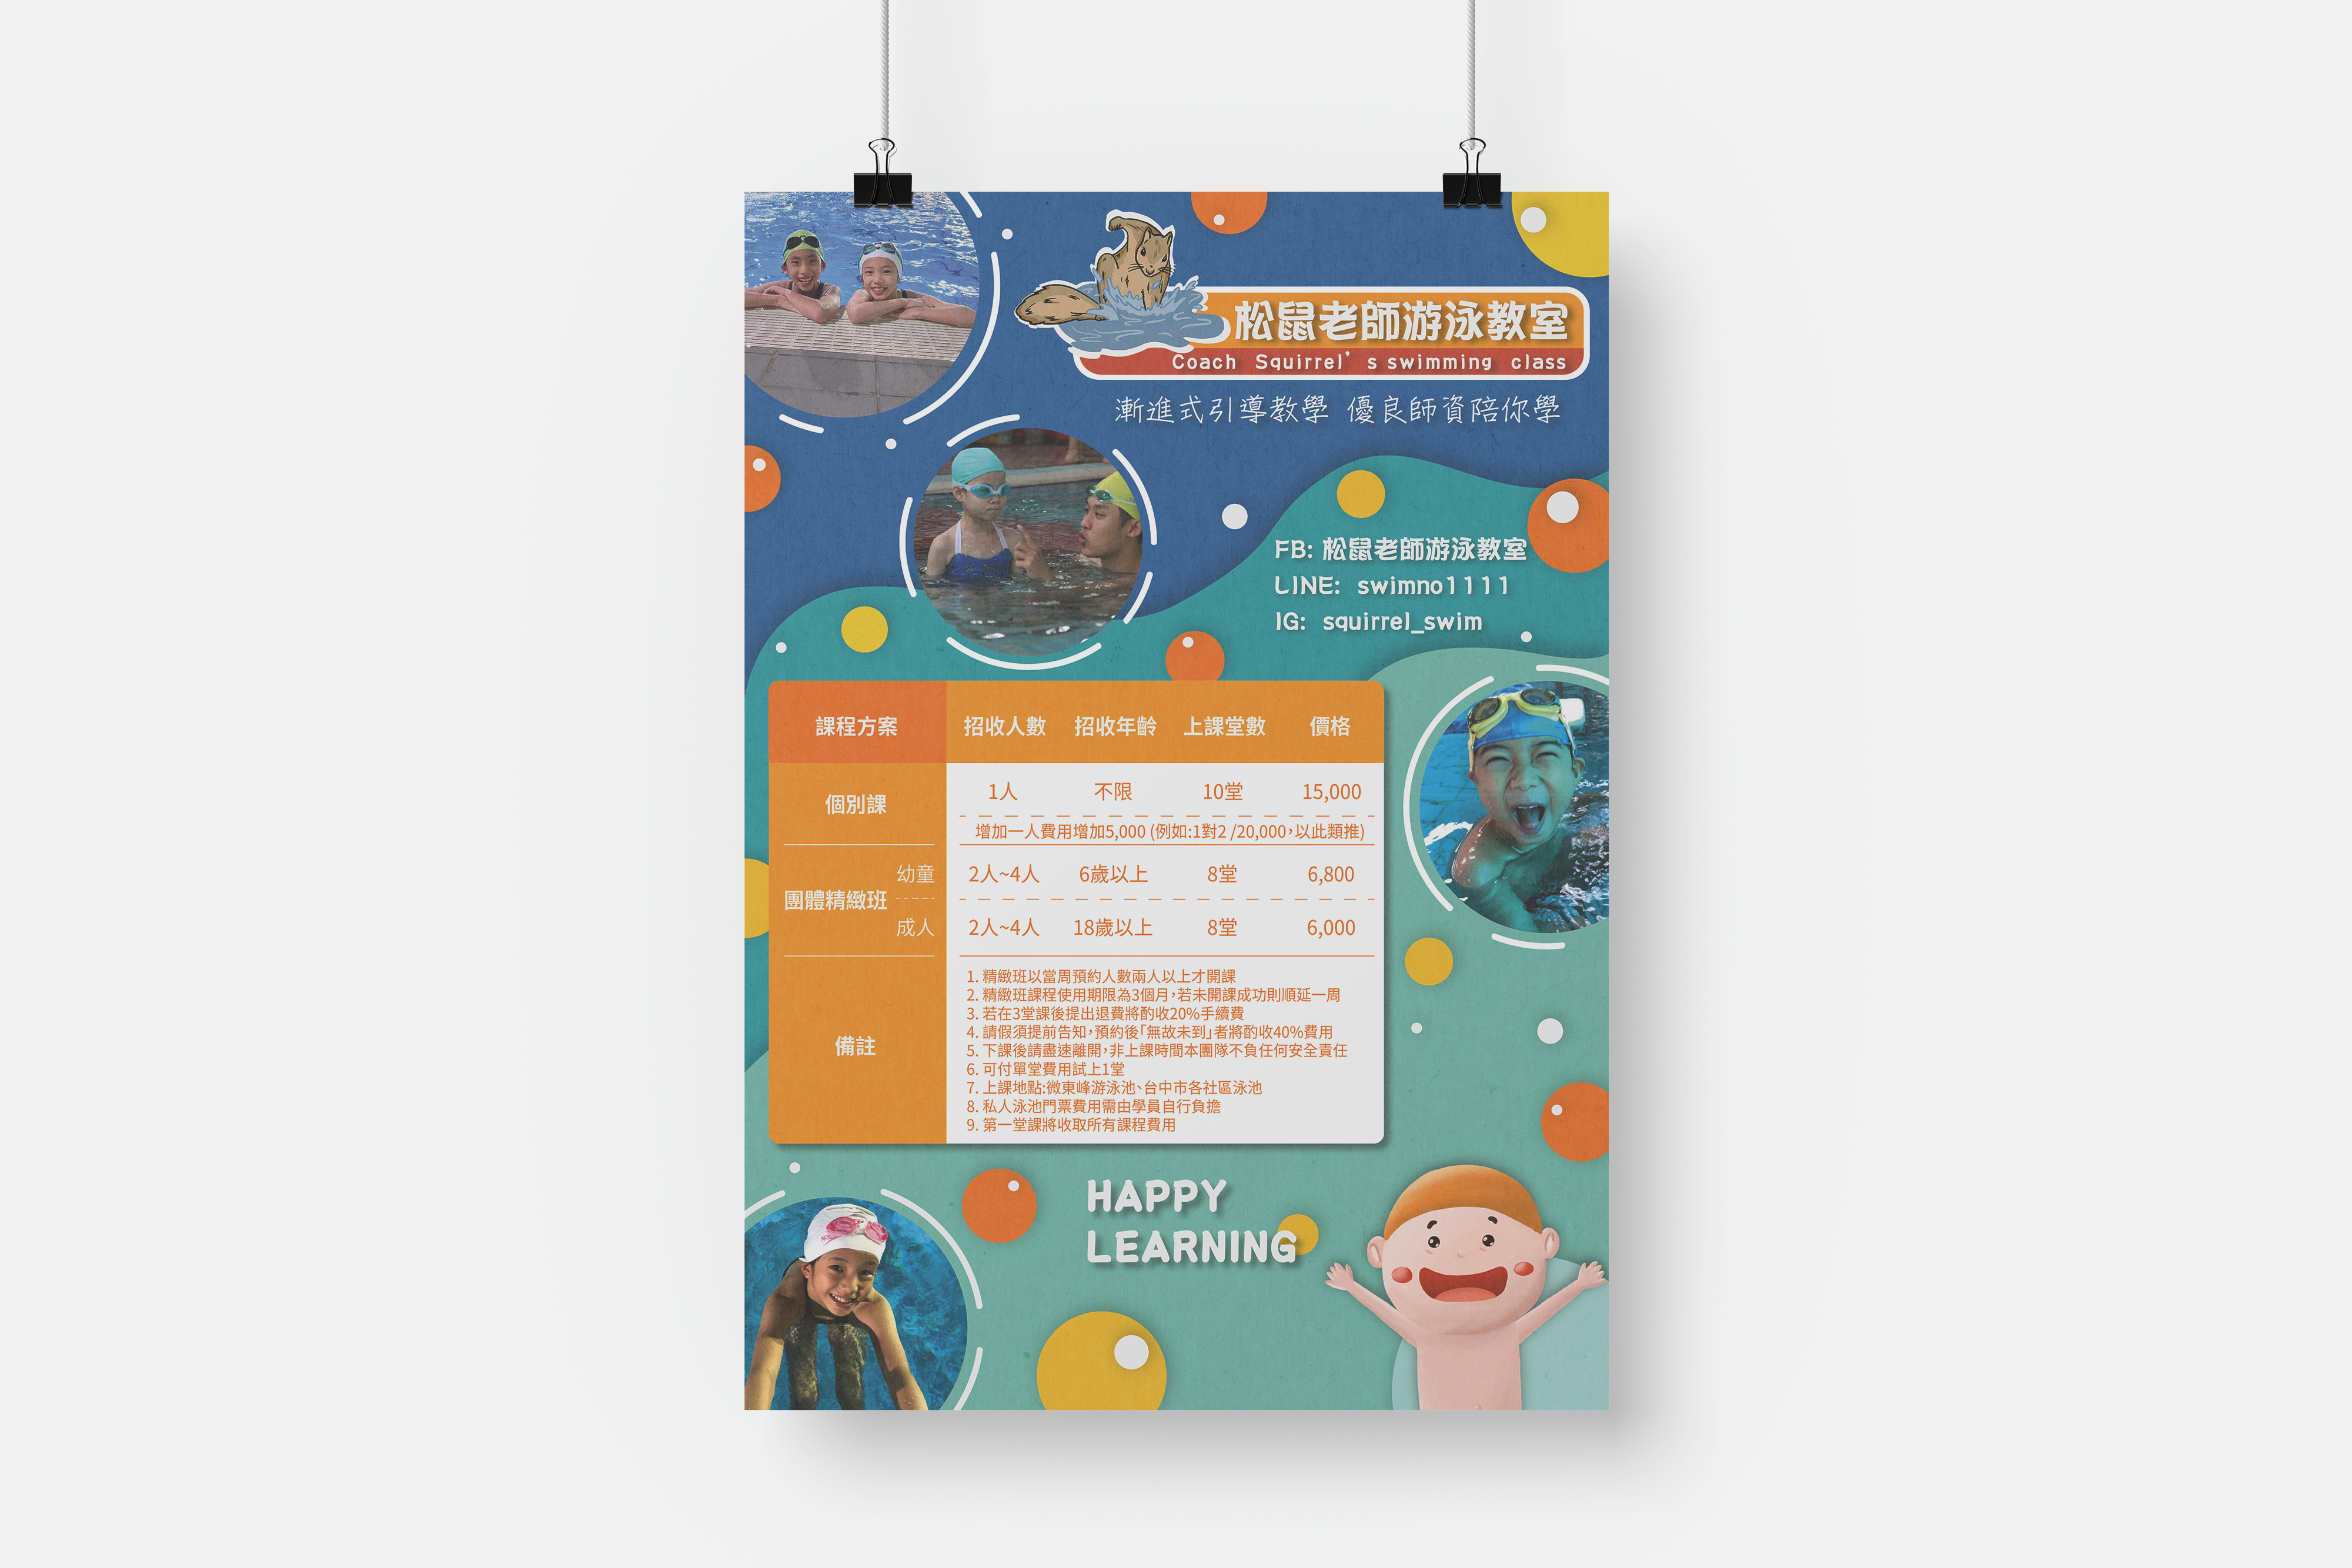 松鼠老師游泳教室
Coach Squirrel’s swimming class
漸進式引導教學 優良師資陪你學
FB: 松鼠老師游泳教室
LINE: swimno1111
IG: squirrel_swim
課程方案 招收人數 招收年齡 上課堂數 價格
個別課 1人 不限 10堂 15,000
增加一人費用增加5,000 (例如:1對2 /20,000,以此類推)
團體精緻班
幼童 2人~4人 6歲以上 8堂 6,800
成人 2人~4人 18歲以上 8堂 6,000
備註
1. 精緻班以當周預約人數兩人以上才開課
2. 精緻班課程使用期限為3個月,若未開課成功則順延一周
3. 若在3堂課後提出退費將酌收20%手續費
4. 請假須提前告知,預約後「無故未到」者將酌收40%費用
5. 下課後請盡速離開,非上課時間本團隊不負任何安全責任
6. 可付單堂費用試上1堂
7. 上課地點:微東峰游泳池、台中市各社區泳池
8. 私人泳池門票費用需由學員自行負擔
9. 第一堂課將收取所有課程費用
HAPPY
LEARNING